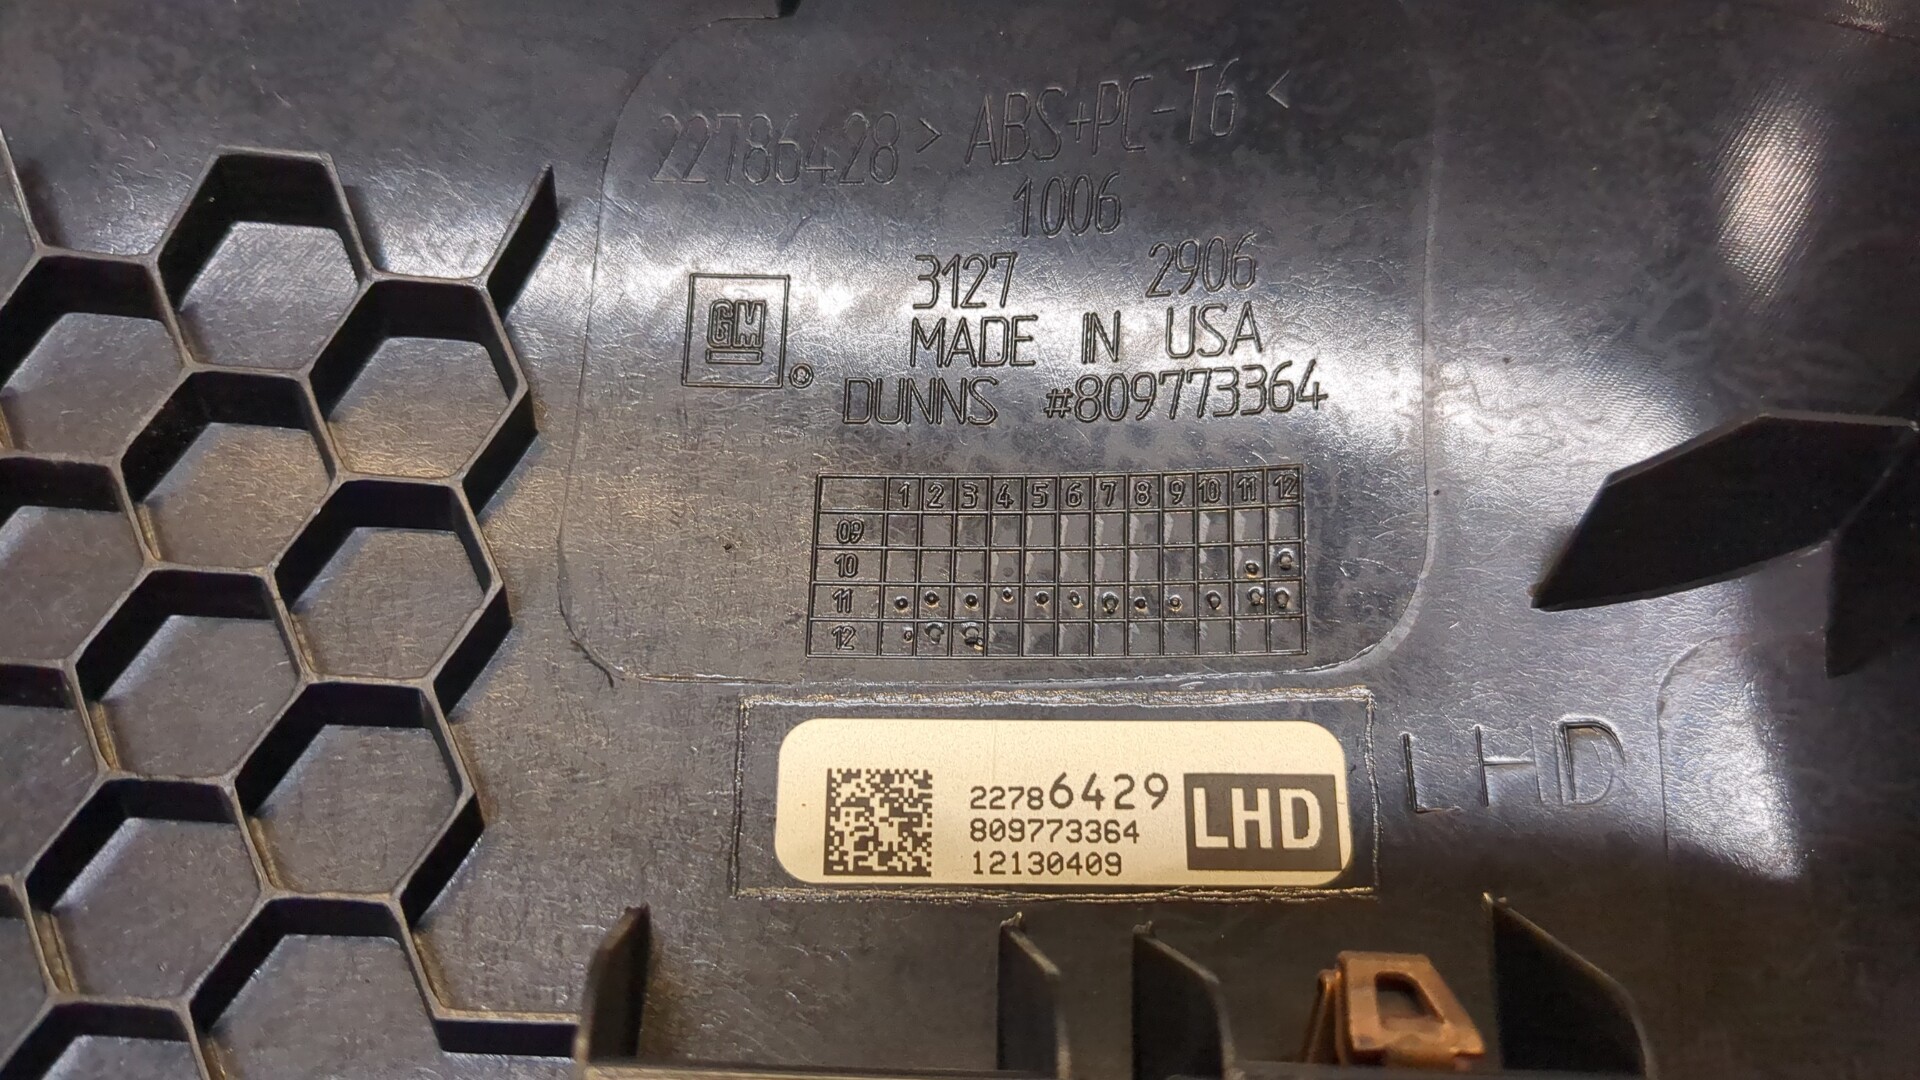 22786428 > ABS+PC-T6 <
1006
3127 2906
GM ®
MADE IN USA
DUNNS #809773364
1 2 3 4 5 6 7 8 9 10 11 12
09
10
11
12
22786429
809773364
12130409
LHD
LHD